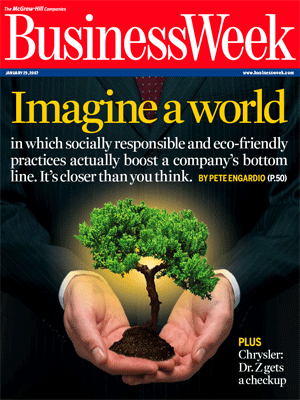 The McGraw-Hill Companies
BusinessWeek
JANUARY 29, 2007 www.businessweek.com
Imagine a world
in which socially responsible and eco-friendly
practices actually boost a company's bottom
line. It's closer than you think. BY PETE ENGARDIO (P.50)
PLUS
Chrysler:
Dr. Z gets
a checkup